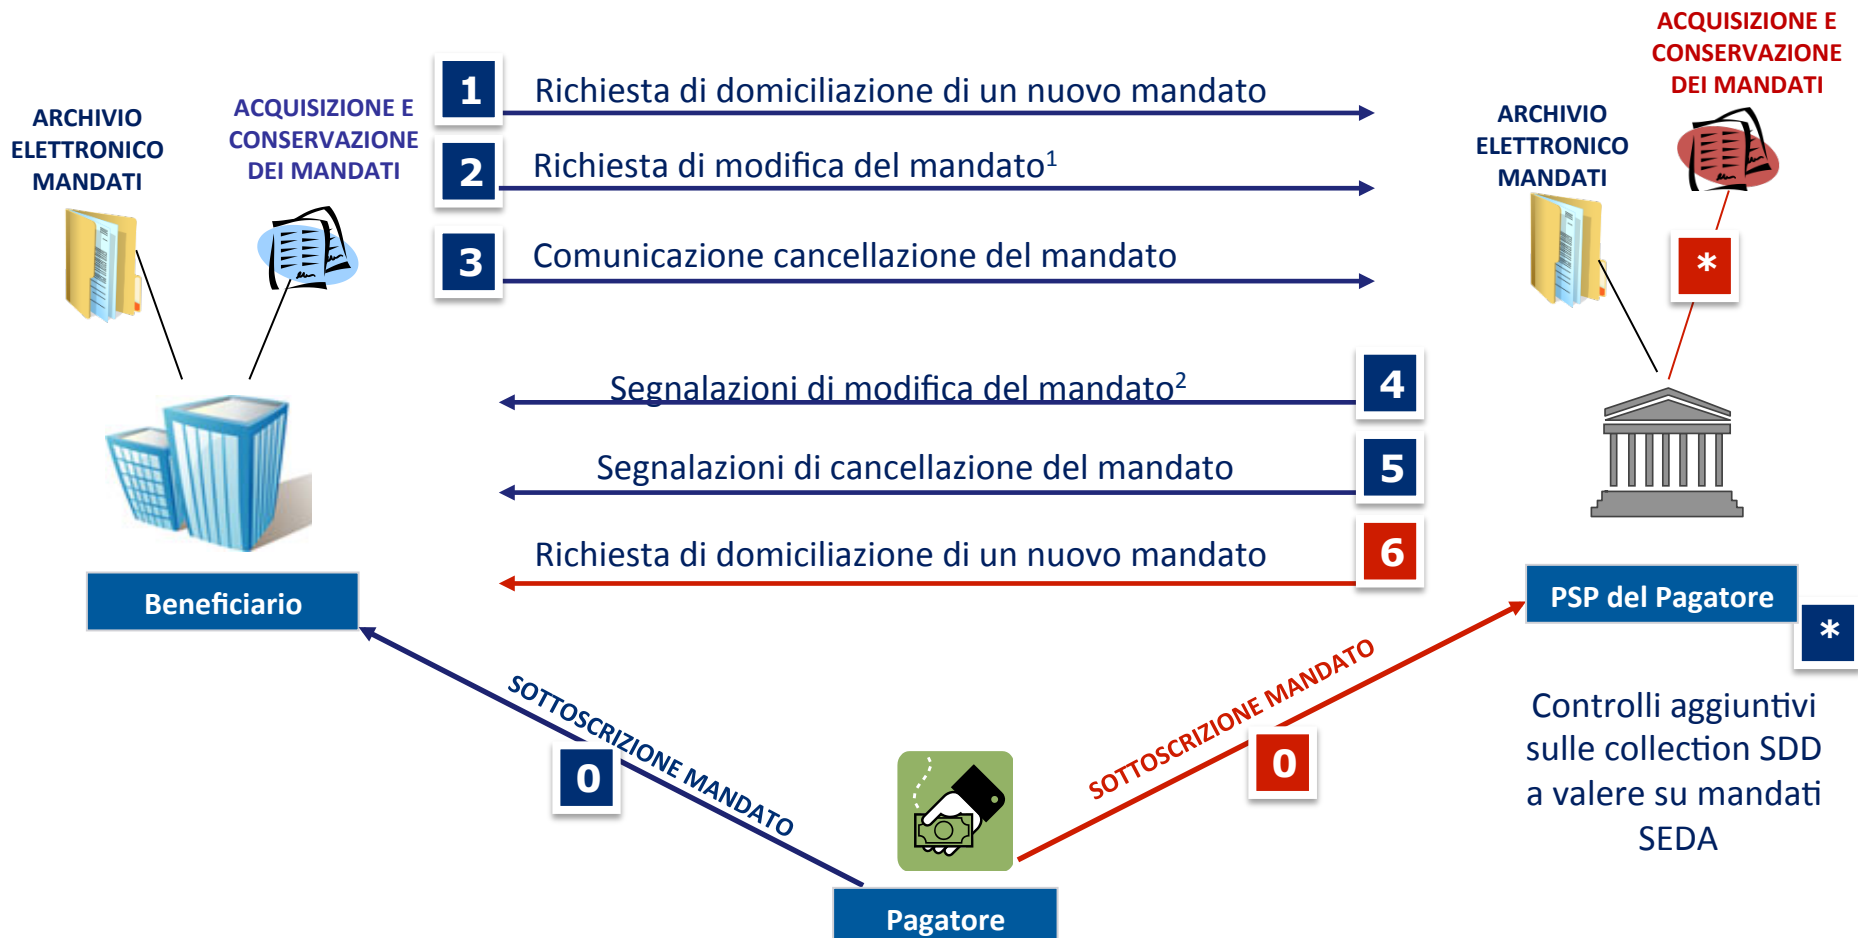 ACQUISIZIONE E
CONSERVAZIONE
DEI MANDATI
ARCHIVIO
ELETTRONICO
MANDATI
ACQUISIZIONE E
CONSERVAZIONE
DEI MANDATI
1 Richiesta di domiciliazione di un nuovo mandato
2 Richiesta di modifica del mandato¹
3 Comunicazione cancellazione del mandato
ARCHIVIO
ELETTRONICO
MANDATI
*
Segnalazioni di modifica del mandato² 4
Segnalazioni di cancellazione del mandato 5
Richiesta di domiciliazione di un nuovo mandato 6
Beneficiario
PSP del Pagatore
*
SOTTOSCRIZIONE MANDATO
0
SOTTOSCRIZIONE MANDATO
0
Controlli aggiuntivi
sulle collection SDD
a valere su mandati
SEDA
Pagatore